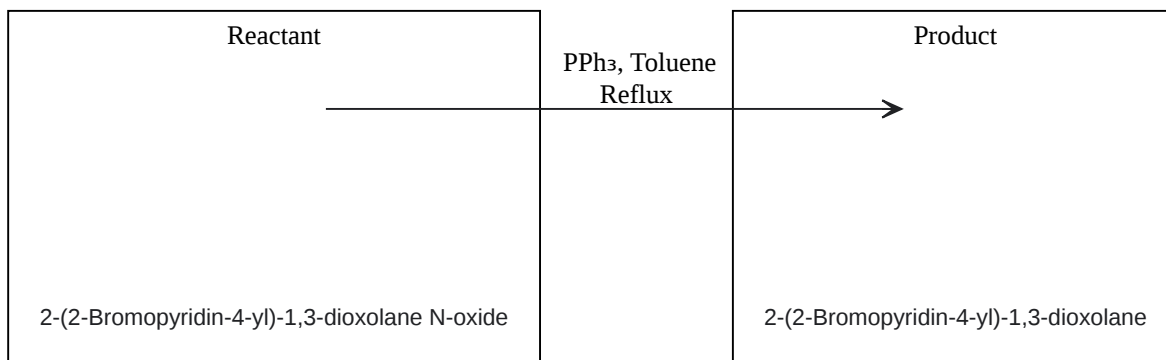 Reactant
PPh₃, Toluene
Reflux
Product
2-(2-Bromopyridin-4-yl)-1,3-dioxolane N-oxide
2-(2-Bromopyridin-4-yl)-1,3-dioxolane